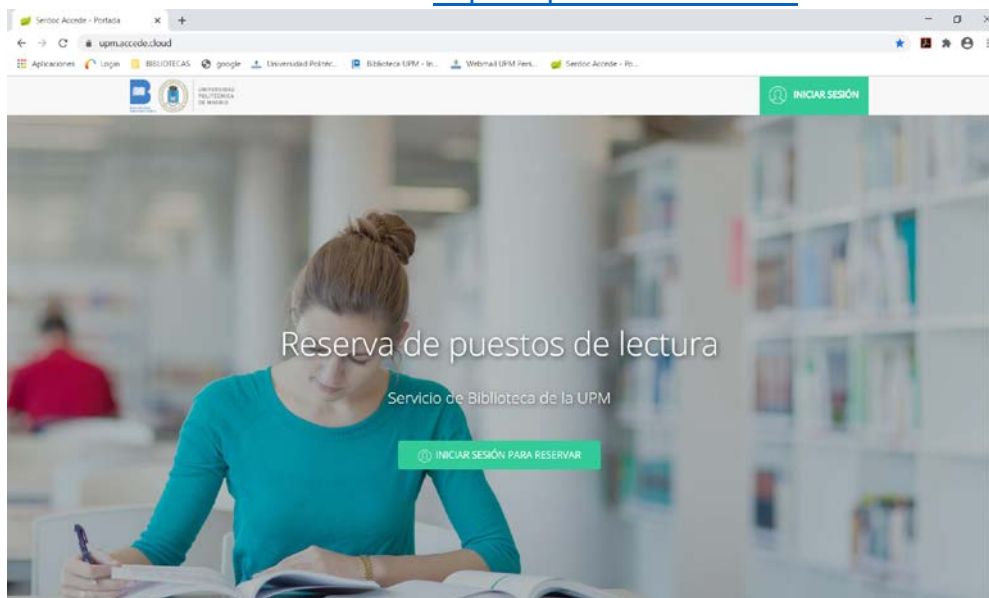 Serdoc Accede - Portada
upm.accede.cloud
Aplicaciones Login BIBLIOTECAS google Universidad Politéc... Biblioteca UPM - In... Webmail UPM Pers... Serdoc Accede - Po...
UNIVERSIDAD
POLITÉCNICA
DE MADRID
INICIAR SESIÓN
Reserva de puestos de lectura
Servicio de Biblioteca de la UPM
INICIAR SESIÓN PARA RESERVAR